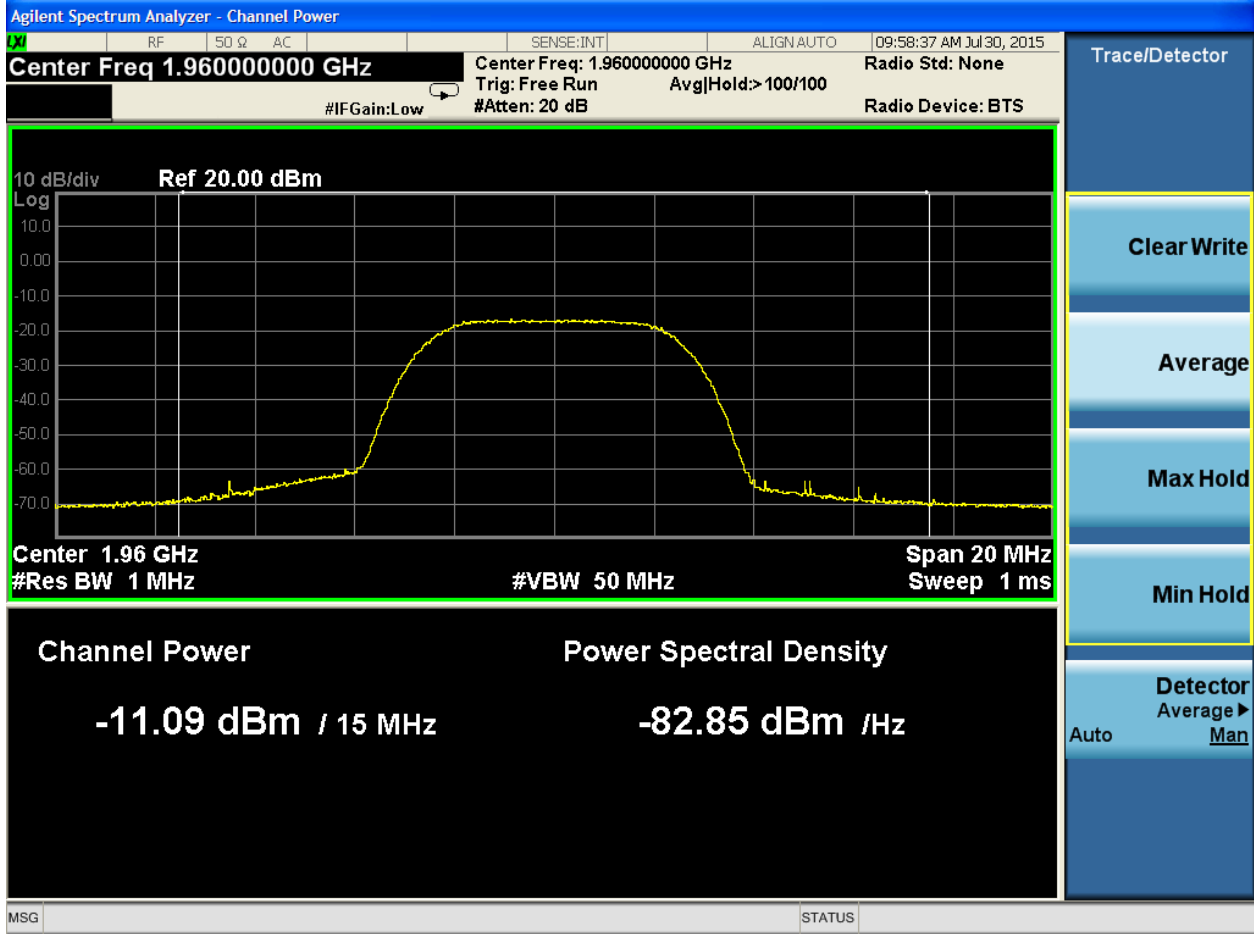 Agilent Spectrum Analyzer - Channel Power
LXI RF 50 Ω AC SENSE:INT ALIGN AUTO 09:58:37 AM Jul 30, 2015
Center Freq 1.960000000 GHz
Center Freq: 1.960000000 GHz
Radio Std: None
Trig: Free Run Avg|Hold:>100/100
#IFGain:Low
#Atten: 20 dB
Radio Device: BTS
10 dB/div Ref 20.00 dBm
Log
10.0
0.00
-10.0
-20.0
-30.0
-40.0
-50.0
-60.0
-70.0
Center 1.96 GHz Span 20 MHz
#Res BW 1 MHz #VBW 50 MHz Sweep 1 ms
Channel Power Power Spectral Density
-11.09 dBm / 15 MHz -82.85 dBm /Hz
Trace/Detector
Clear Write
Average
Max Hold
Min Hold
Detector
Average▶
Auto Man
MSG STATUS